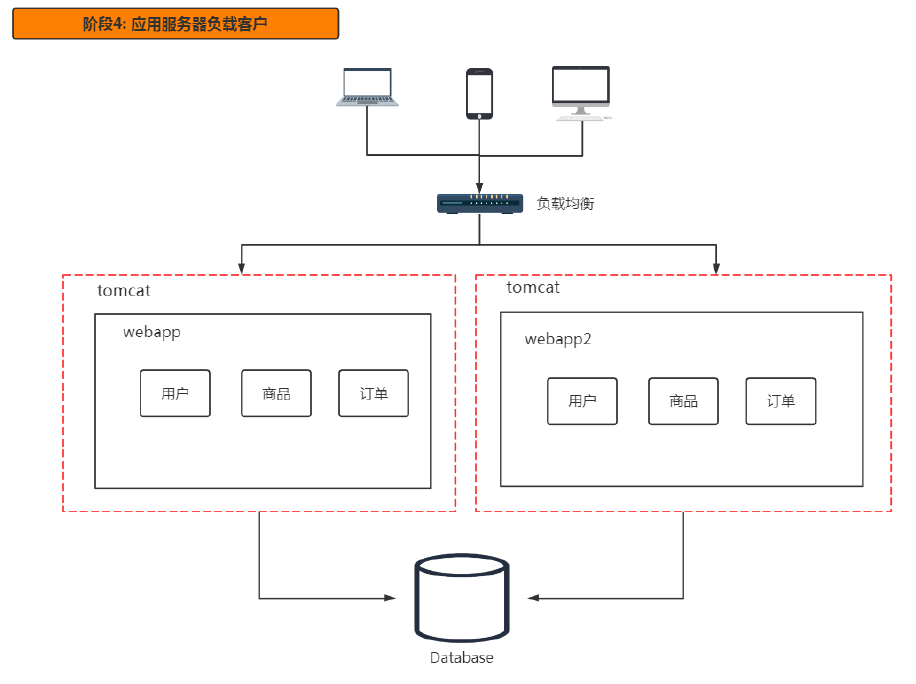 阶段4: 应用服务器负载客户
负载均衡
tomcat
webapp
用户
商品
订单
tomcat
webapp2
用户
商品
订单
Database